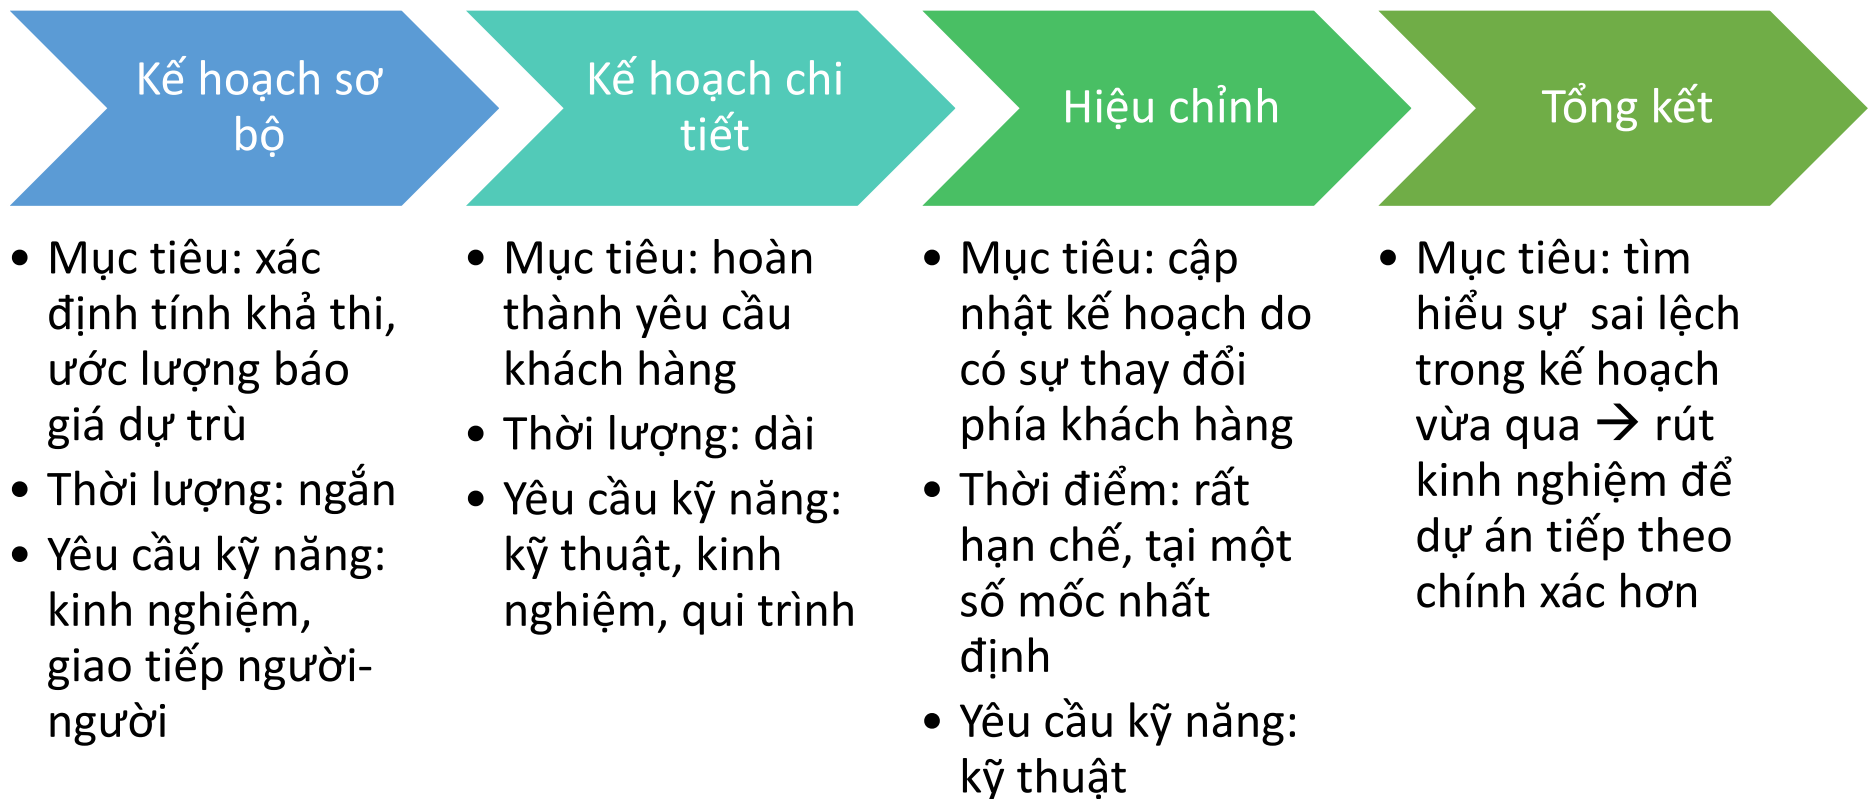 Kế hoạch sơ
bộ
• Mục tiêu: xác
định tính khả thi,
ước lượng báo
giá dự trù
• Thời lượng: ngắn
• Yêu cầu kỹ năng:
kinh nghiệm,
giao tiếp người-
người
Kế hoạch chi
tiết
• Mục tiêu: hoàn
thành yêu cầu
khách hàng
• Thời lượng: dài
• Yêu cầu kỹ năng:
kỹ thuật, kinh
nghiệm, qui trình
Hiệu chỉnh
• Mục tiêu: cập
nhật kế hoạch do
có sự thay đổi
phía khách hàng
• Thời điểm: rất
hạn chế, tại một
số mốc nhất
định
• Yêu cầu kỹ năng:
kỹ thuật
Tổng kết
• Mục tiêu: tìm
hiểu sự sai lệch
trong kế hoạch
vừa qua → rút
kinh nghiệm để
dự án tiếp theo
chính xác hơn